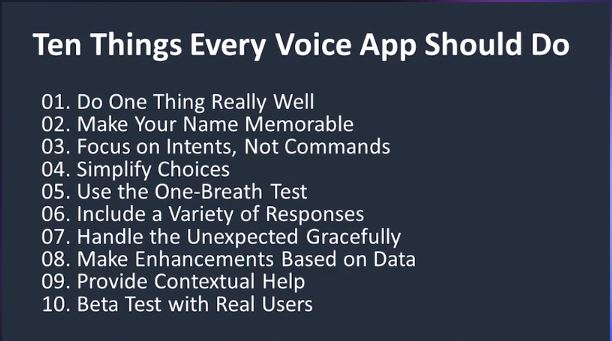 Ten Things Every Voice App Should Do
01. Do One Thing Really Well
02. Make Your Name Memorable
03. Focus on Intents, Not Commands
04. Simplify Choices
05. Use the One-Breath Test
06. Include a Variety of Responses
07. Handle the Unexpected Gracefully
08. Make Enhancements Based on Data
09. Provide Contextual Help
10. Beta Test with Real Users